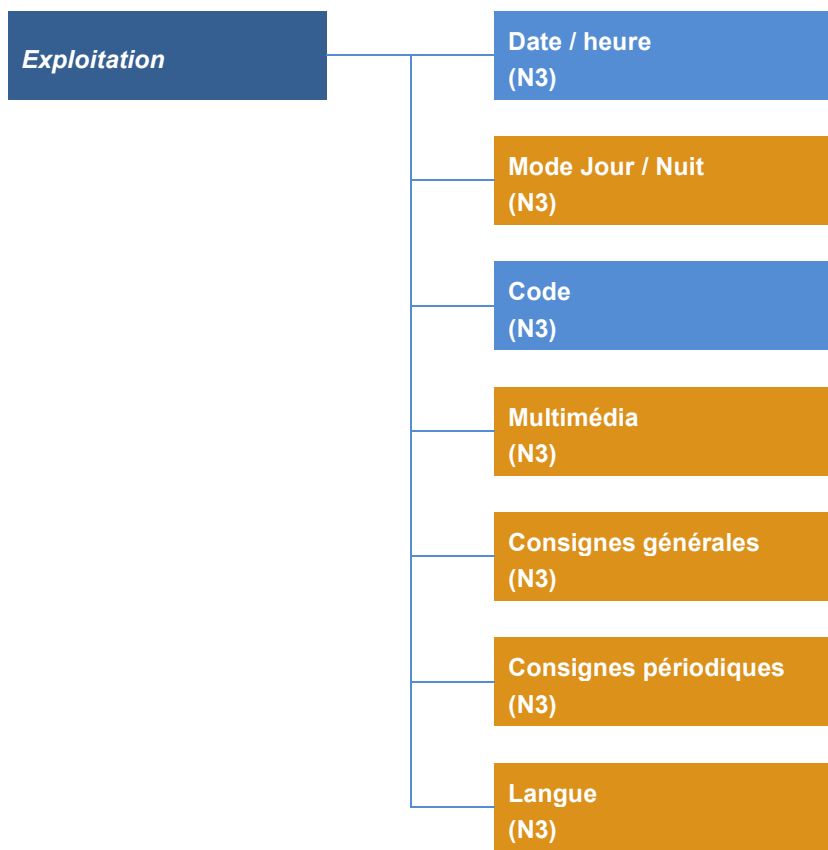 Exploitation
Date / heure
(N3)
Mode Jour / Nuit
(N3)
Code
(N3)
Multimédia
(N3)
Consignes générales
(N3)
Consignes périodiques
(N3)
Langue
(N3)